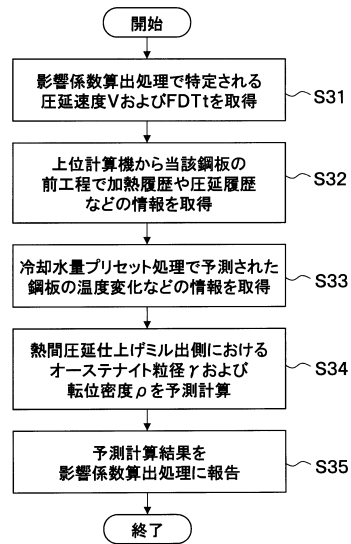 開始
影響係数算出処理で特定される
圧延速度VおよびFDTtを取得
S31
上位計算機から当該鋼板の
前工程で加熱履歴や圧延履歴
などの情報を取得
S32
冷却水量プリセット処理で予測された
鋼板の温度変化などの情報を取得
S33
熱間圧延仕上げミル出側における
オーステナイト粒径γおよび
転位密度ρを予測計算
S34
予測計算結果を
影響係数算出処理に報告
S35
終了